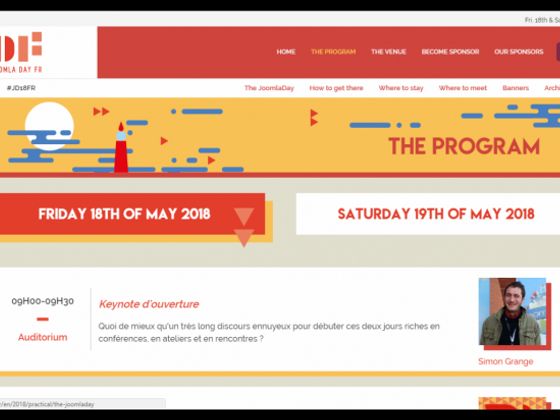 Fri. 18th & Sa
DF
OMLA DAY FR
HOME THE PROGRAM THE VENUE BECOME SPONSOR OUR SPONSORS
#JD18FR
The JoomlaDay How to get there Where to stay Where to meet Banners Archi
THE PROGRAM
FRIDAY 18TH OF MAY 2018
SATURDAY 19TH OF MAY 2018
09H00-09H30
Auditorium
Keynote d'ouverture
Quoi de mieux qu'un très long discours ennuyeux pour débuter ces deux jours riches en
conférences, en ateliers et en rencontres ?
Simon Grange
/en/2018/practical/the-joomladay